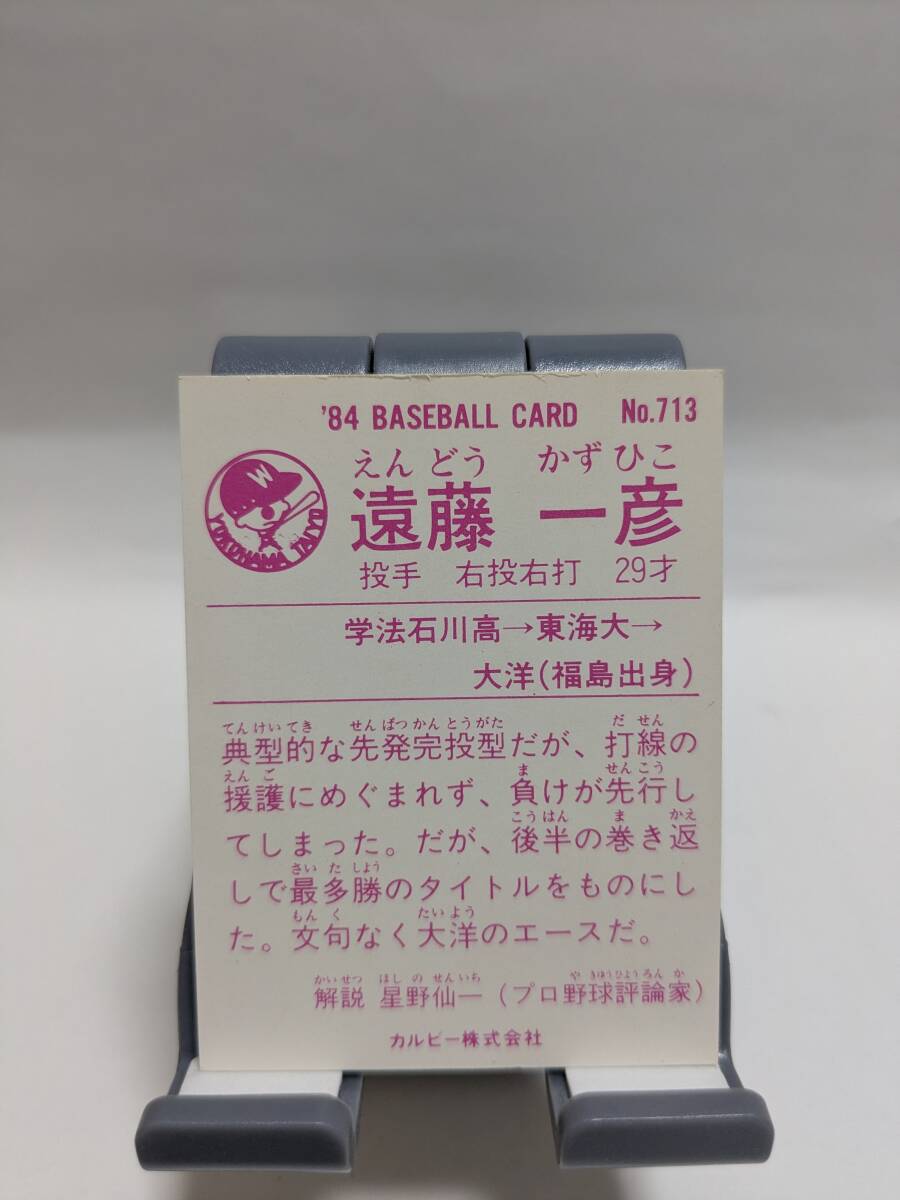 '84 BASEBALL CARD No.713
W
YOKOHAMA TAIYO
えん どう かず ひこ
遠藤 一彦
投手 右投右打 29才
学法石川高→東海大→
大洋(福島出身)
てんけいてき せんぱつかんとうがた だ せん
典型的な先発完投型だが、打線の
えん ご ま せんこう
援護にめぐまれず、負けが先行し
こうはん ま かえ
てしまった。だが、後半の巻き返
さい た しょう
しで最多勝のタイトルをものにし
もん く たいよう
た。文句なく大洋のエースだ。
かいせつ ほし の せんいち や きゅうひょうろん か
解説 星野仙一(プロ野球評論家)
カルビー株式会社